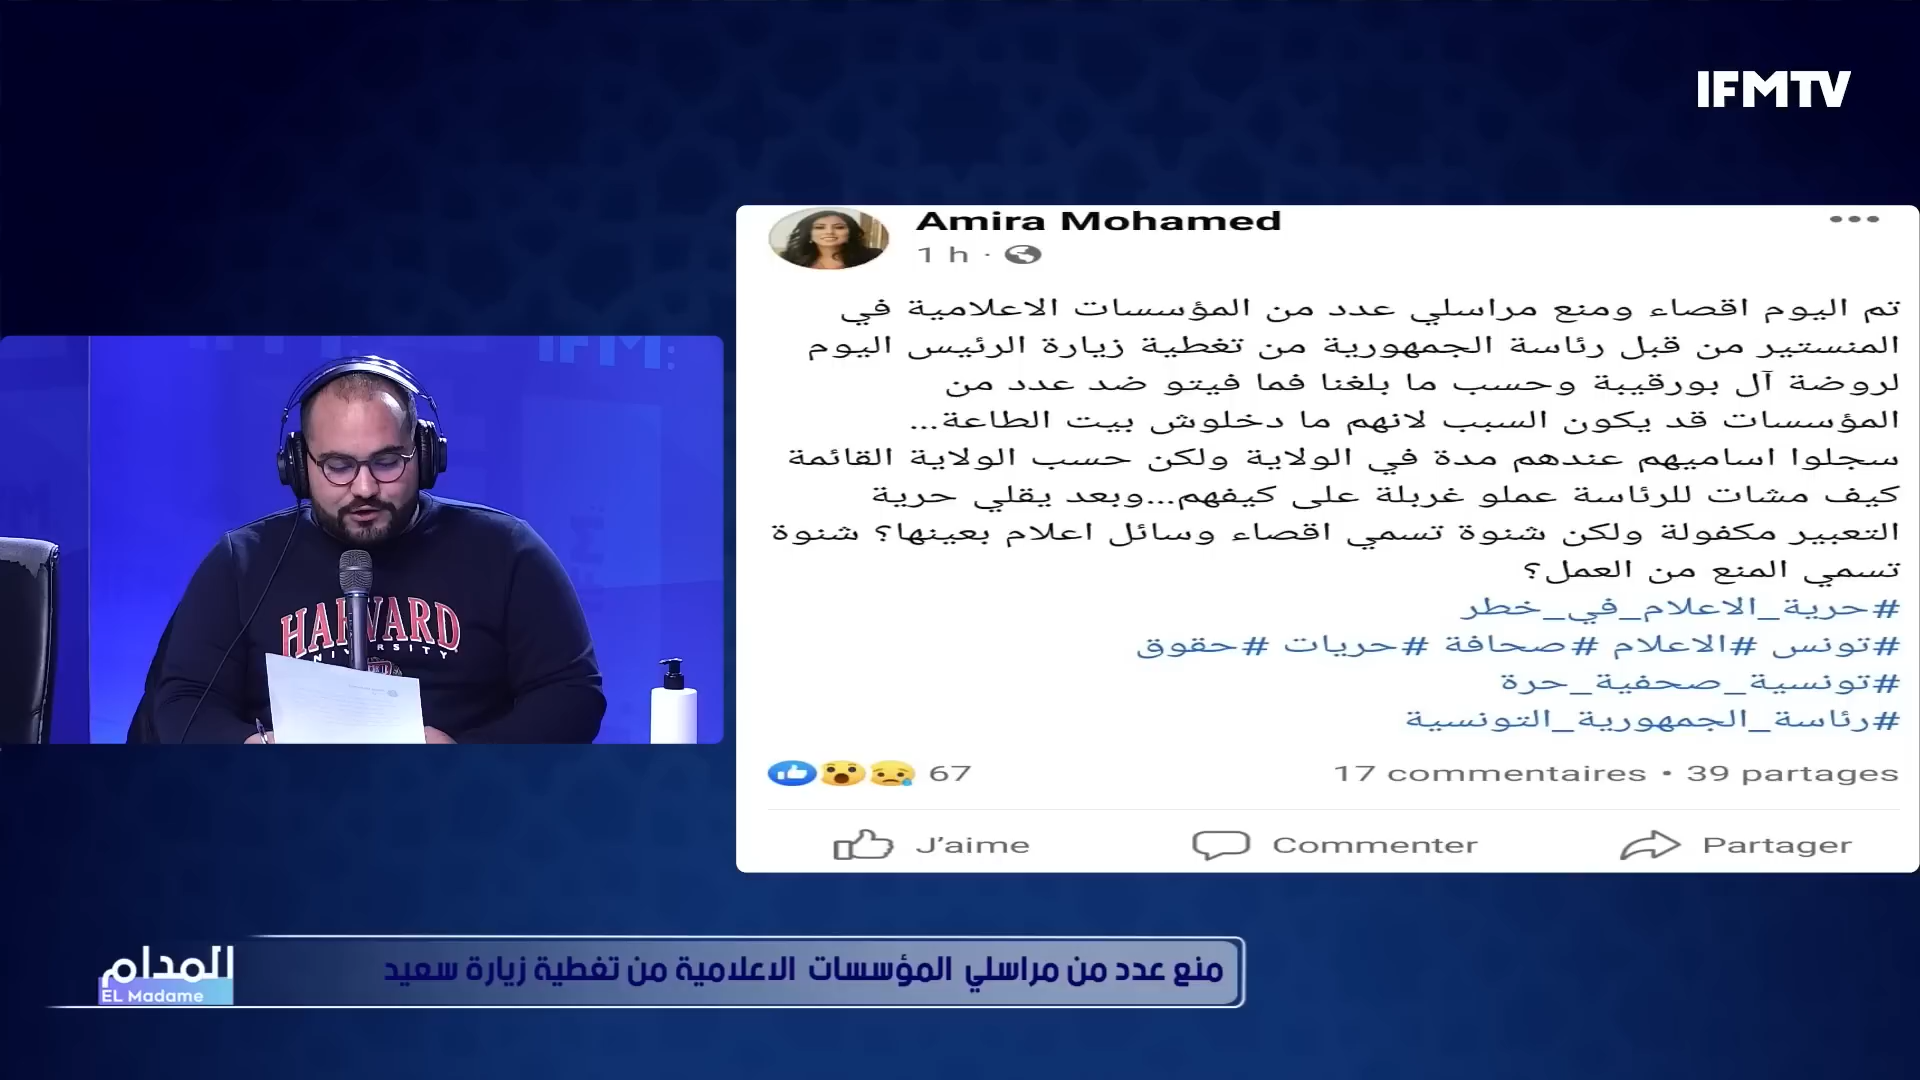 IFMTV
Amira Mohamed
1 h ·
تم اليوم اقصاء ومنع مراسلي عدد من المؤسسات الاعلامية في
المنستير من قبل رئاسة الجمهورية من تغطية زيارة الرئيس اليوم
لروضة آل بورقيبة وحسب ما بلغنا فما فيتو ضد عدد من
المؤسسات قد يكون السبب لانهم ما دخلوش بيت الطاعة...
سجلوا اساميهم عندهم مدة في الولاية ولكن حسب الولاية القائمة
كيف مشات للرئاسة عملو غربلة على كيفهم...وبعد يقلي حرية
التعبير مكفولة ولكن شنوة تسمي اقصاء وسائل اعلام بعينها؟ شنوة
تسمي المنع من العمل؟
#حرية_الاعلام_في_خطر
#تونس #الاعلام #صحافة #حريات #حقوق
#تونسية_صحفية_حرة
#رئاسة_الجمهورية_التونسية
67
17 commentaires • 39 partages
J'aime
Commenter
Partager
IFM:
HARVARD
UNIVERSITY
المدام
EL Madame
منع عدد من مراسلي المؤسسات الاعلامية من تغطية زيارة سعيد